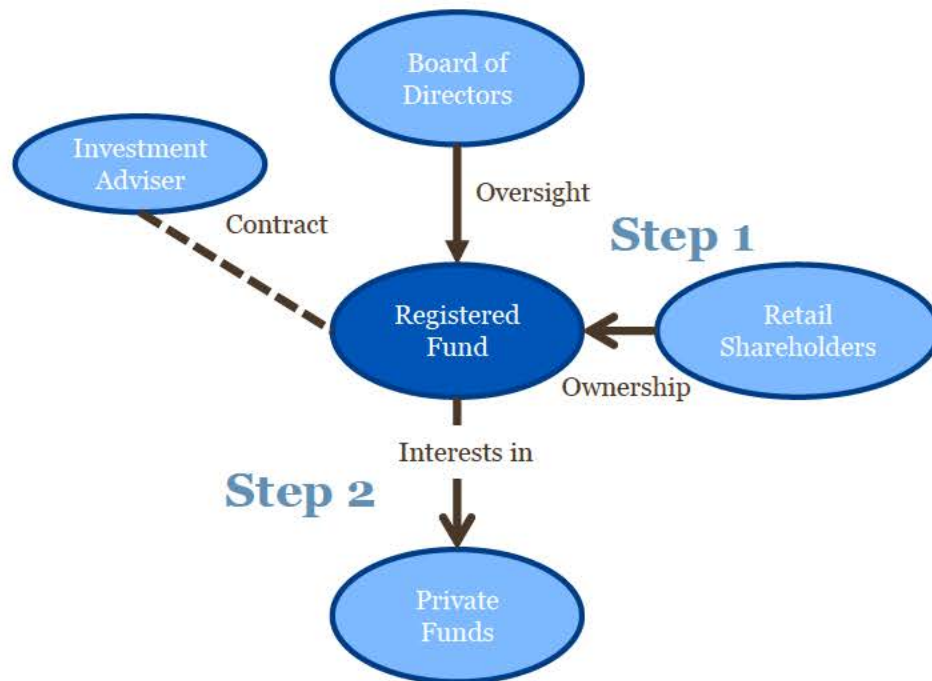 Board of
Directors
Investment
Adviser
Oversight
Contract
Step 1
Registered
Fund
Retail
Shareholders
Ownership
Interests in
Step 2
Private
Funds